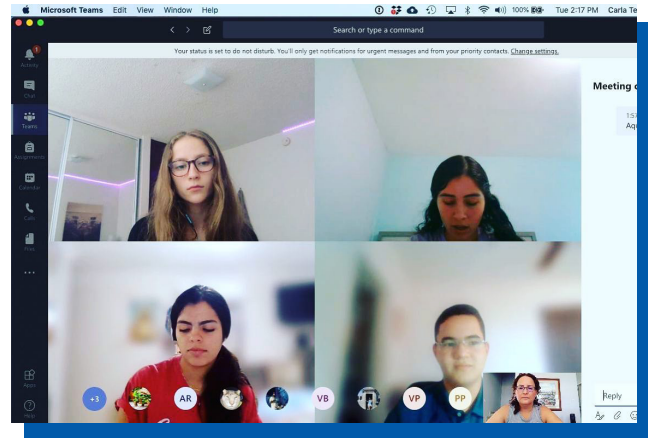 Microsoft Teams Edit View Window Help 100% Tue 2:17 PM Carla Te
Search or type a command
Your status is set to do not disturb. You'll only get notifications for urgent messages and from your priority contacts. Change settings.
Activity
Chat
Teams
Assignments
Calendar
Calls
Files
Apps
Help
Meeting c
1:57
Aqu
+3
AR
VB
VP
PP
Reply